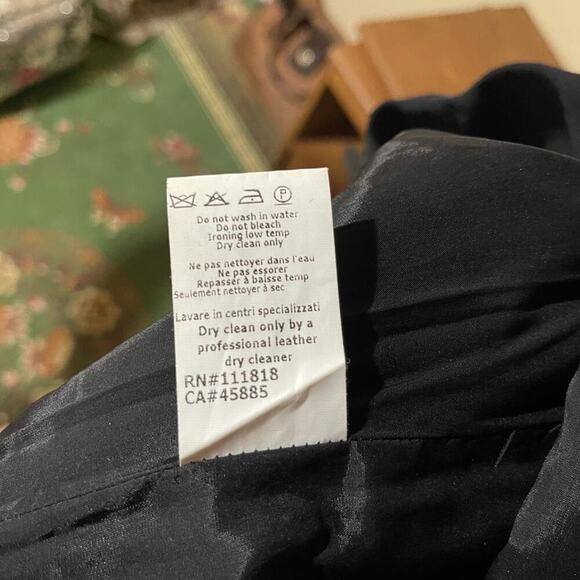 P
Do not wash in water
Do not bleach
Ironing low temp
Dry clean only
Ne pas nettoyer dans l'eau
Ne pas essorer
Repasser à baisse temp
Seulement nettoyer à sec
Lavare in centri specializzati
Dry clean only by a
professional leather
dry cleaner
RN#111818
CA#45885